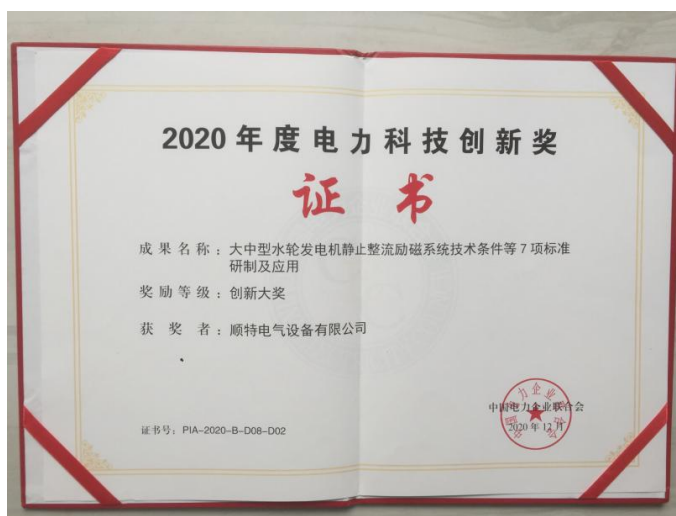 2020年度电力科技创新奖
证书
成果名称：大中型水轮发电机静止整流励磁系统技术条件等7项标准
研制及应用
奖励等级：创新大奖
获奖者：顺特电气设备有限公司
中国电力企业联合会
2020年12月
证书号：PIA-2020-B-D08-D02